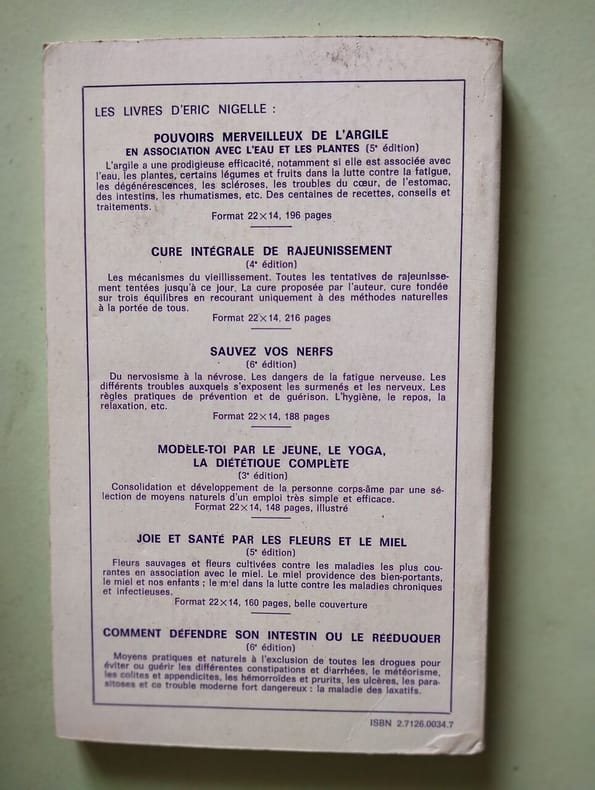 LES LIVRES D'ERIC NIGELLE :
POUVOIRS MERVEILLEUX DE L'ARGILE
EN ASSOCIATION AVEC L'EAU ET LES PLANTES (5e édition)
L'argile a une prodigieuse efficacité, notamment si elle est associée avec
l'eau, les plantes, certains légumes et fruits dans la lutte contre la fatigue,
les dégénérescences, les scléroses, les troubles du cœur, de l'estomac,
des intestins, les rhumatismes, etc. Des centaines de recettes, conseils et
traitements.
Format 22×14, 196 pages
CURE INTÉGRALE DE RAJEUNISSEMENT
(4e édition)
Les mécanismes du vieillissement. Toutes les tentatives de rajeunisse-
ment tentées jusqu'à ce jour. La cure proposée par l'auteur, cure fondée
sur trois équilibres en recourant uniquement à des méthodes naturelles
à la portée de tous.
Format 22×14, 216 pages
SAUVEZ VOS NERFS
(6e édition)
Du nervosisme à la névrose. Les dangers de la fatigue nerveuse. Les
différents troubles auxquels s'exposent les surmenés et les nerveux. Les
règles pratiques de prévention et de guérison. L'hygiène, le repos, la
relaxation, etc.
Format 22×14, 188 pages
MODÈLE-TOI PAR LE JEUNE, LE YOGA,
LA DIÉTÉTIQUE COMPLÈTE
(3e édition)
Consolidation et développement de la personne corps-âme par une sé-
lection de moyens naturels d'un emploi très simple et efficace.
Format 22×14, 148 pages, illustré
JOIE ET SANTÉ PAR LES FLEURS ET LE MIEL
(5e édition)
Fleurs sauvages et fleurs cultivées contre les maladies les plus cou-
rantes en association avec le miel. Le miel providence des bien-portants,
le miel et nos enfants ; le miel dans la lutte contre les maladies chroniques
et infectieuses.
Format 22×14, 160 pages, belle couverture
COMMENT DÉFENDRE SON INTESTIN OU LE RÉÉDUQUER
(6e édition)
Moyens pratiques et naturels à l'exclusion de toutes les drogues pour
éviter ou guérir les différentes constipations et diarrhées, le météorisme,
les colites et appendicites, les hémorroïdes et prurits, les ulcères, les para-
sitoses et ce trouble moderne fort dangereux : la maladie des laxatifs.
ISBN 2.7126.0034.7